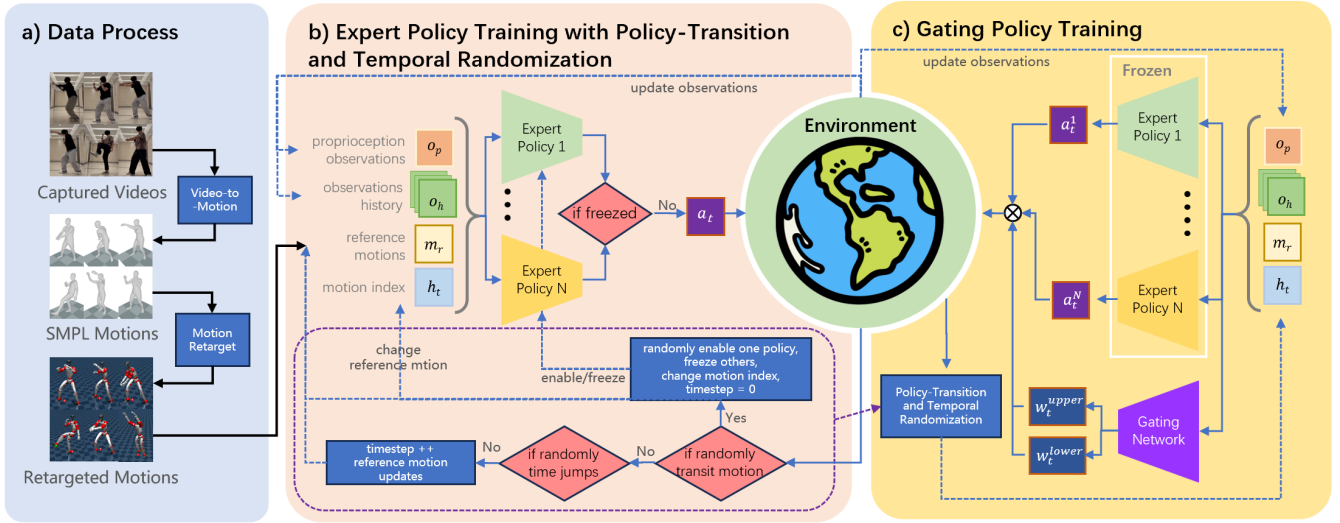 a) Data Process
Captured Videos
Video-to
-Motion
SMPL Motions
Motion
Retarget
Retargeted Motions
b) Expert Policy Training with Policy-Transition
and Temporal Randomization
update observations
proprioception
observations
observations
history
reference
motions
motion index
o_p
o_h
m_r
h_t
Expert
Policy 1
Expert
Policy N
if freezed
No
a_t
Environment
change
reference mtion
enable/freeze
randomly enable one policy,
freeze others,
change motion index,
timestep = 0
Yes
if randomly
transit motion
No
if randomly
time jumps
No
timestep ++
reference motion
updates
c) Gating Policy Training
update observations
Frozen
a_t^1
Expert
Policy 1
a_t^N
Expert
Policy N
o_p
o_h
m_r
h_t
Policy-Transition
and Temporal
Randomization
w_t^{upper}
w_t^{lower}
Gating
Network